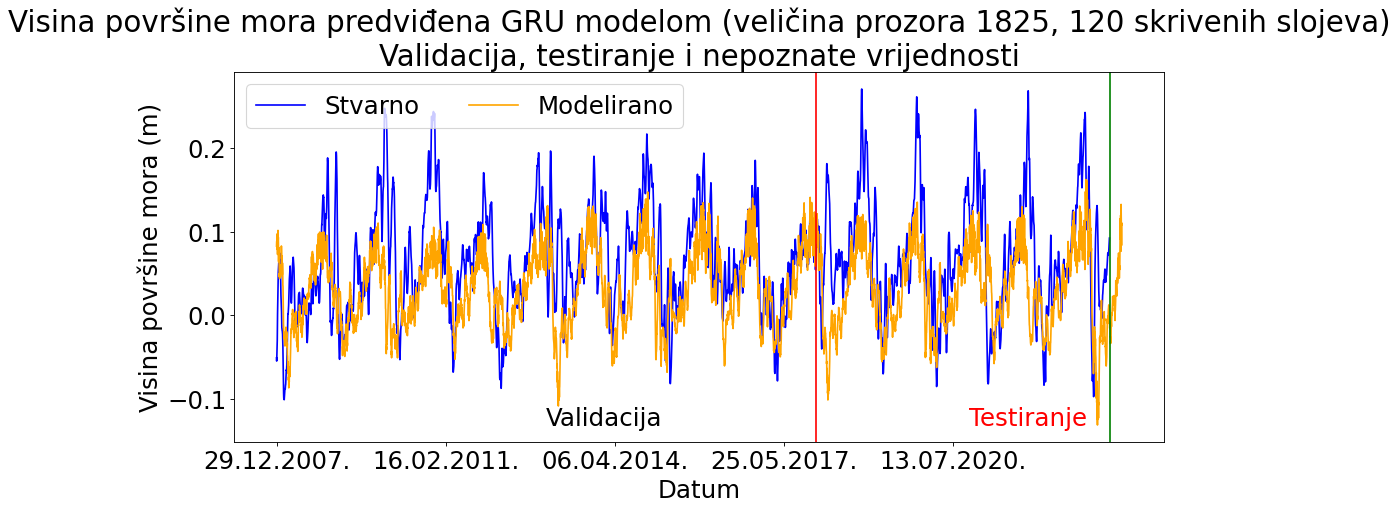 Visina površine mora predviđena GRU modelom (veličina prozora 1825, 120 skrivenih slojeva)
Validacija, testiranje i nepoznate vrijednosti
Stvarno
Modelirano
Visina površine mora (m)
0.2
0.1
0.0
−0.1
Validacija
Testiranje
29.12.2007.
16.02.2011.
06.04.2014.
25.05.2017.
13.07.2020.
Datum